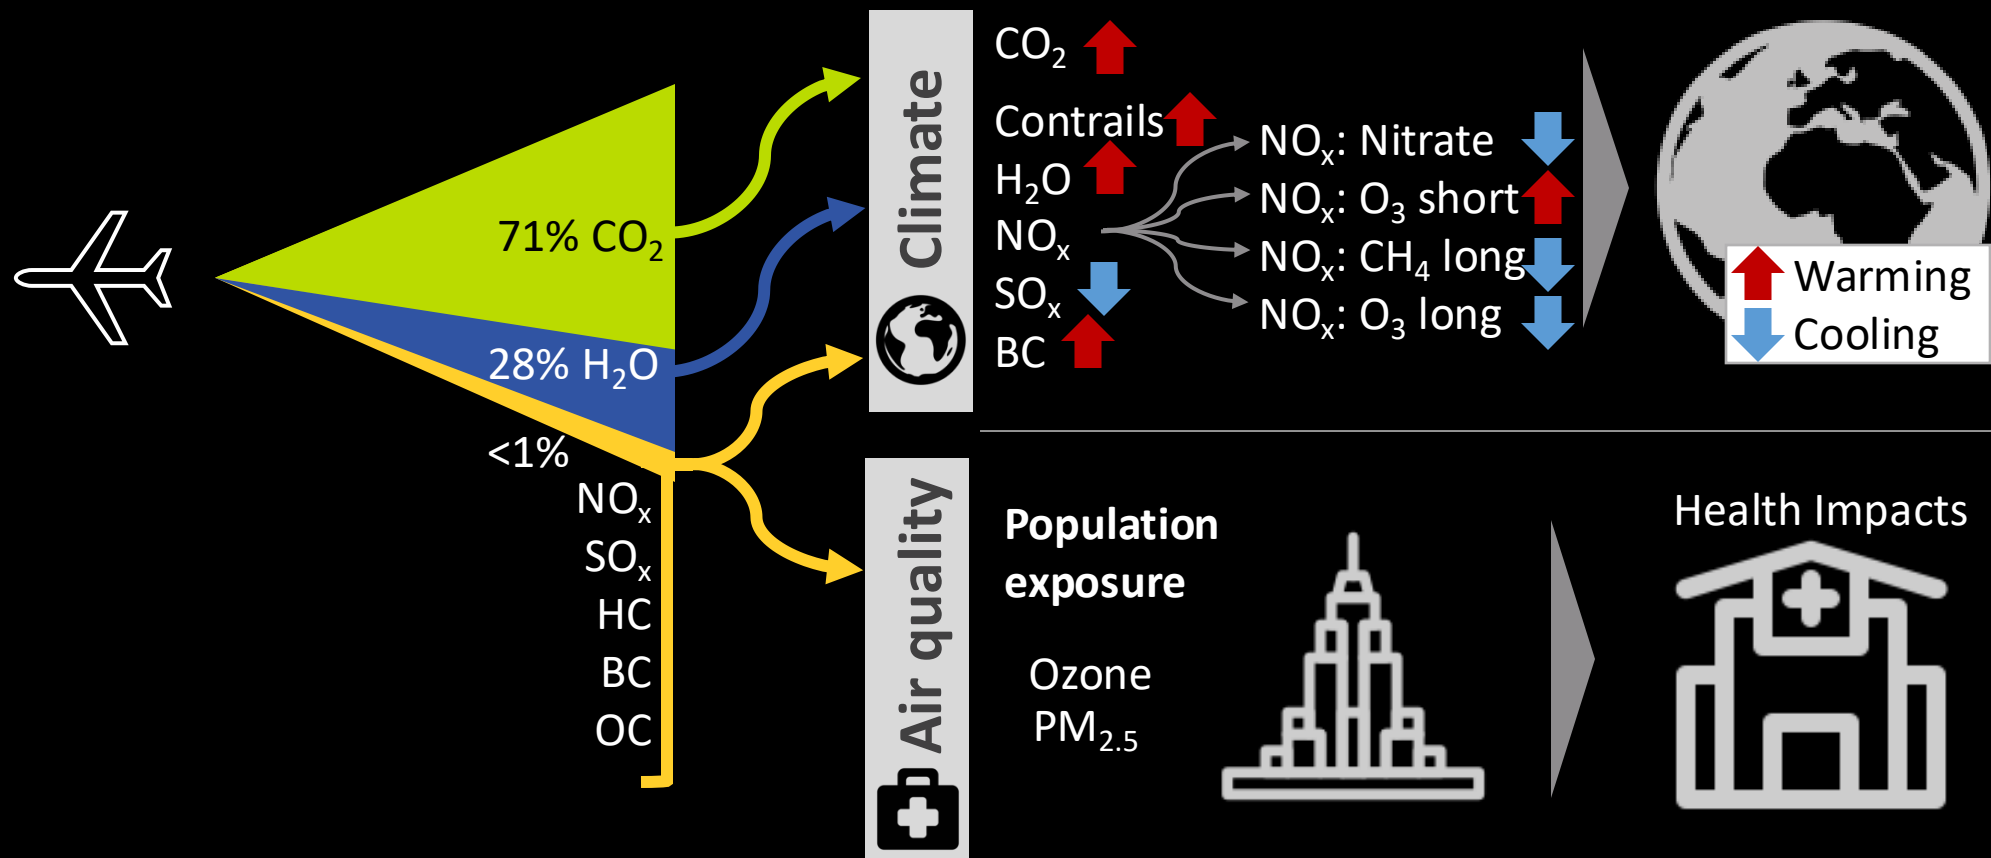 71% CO₂
28% H₂O
<1%
NOₓ
SOₓ
HC
BC
OC
Climate
CO₂
Contrails
H₂O
NOₓ
SOₓ
BC
NOₓ: Nitrate
NOₓ: O₃ short
NOₓ: CH₄ long
NOₓ: O₃ long
Warming
Cooling
Air quality
Population
exposure
Ozone
PM₂.₅
Health Impacts